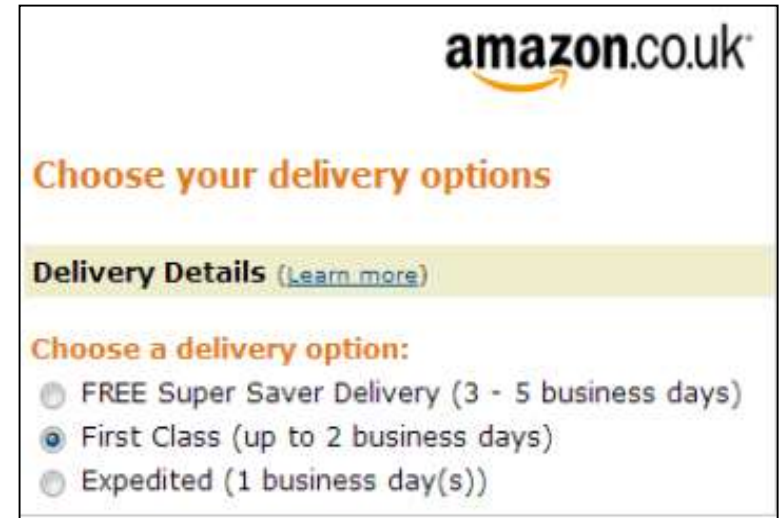 amazon.co.uk
Choose your delivery options
Delivery Details (Learn more)
Choose a delivery option:
FREE Super Saver Delivery (3 - 5 business days)
First Class (up to 2 business days)
Expedited (1 business day(s))